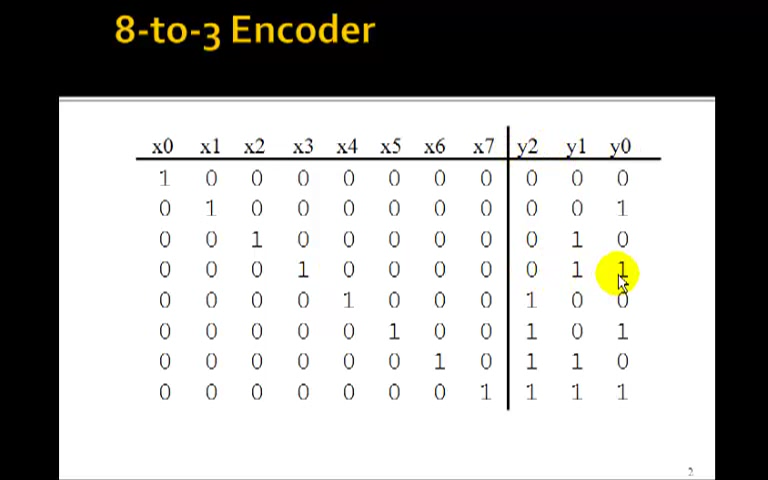 8-to-3 Encoder
x0 x1 x2 x3 x4 x5 x6 x7 y2 y1 y0
1 0 0 0 0 0 0 0 0 0 0
0 1 0 0 0 0 0 0 0 0 1
0 0 1 0 0 0 0 0 0 1 0
0 0 0 1 0 0 0 0 0 1 1
0 0 0 0 1 0 0 0 1 0 0
0 0 0 0 0 1 0 0 1 0 1
0 0 0 0 0 0 1 0 1 1 0
0 0 0 0 0 0 0 1 1 1 1
2